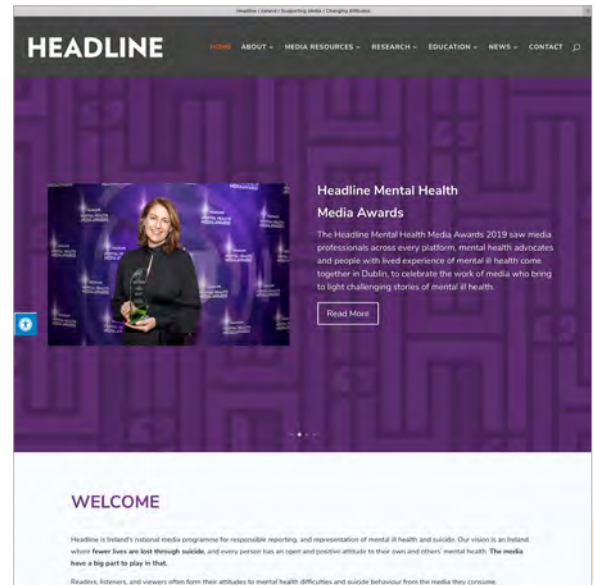 Headline | Ireland | Supporting Media | Changing Attitudes
HEADLINE
HOME ABOUT MEDIA RESOURCES RESEARCH EDUCATION NEWS CONTACT
Headline Mental Health
Media Awards
The Headline Mental Health Media Awards 2019 saw media
professionals across every platform, mental health advocates
and people with lived experience of mental ill health come
together in Dublin, to celebrate the work of media who bring
to light challenging stories of mental ill health.
Read More
WELCOME
Headline is Ireland's national media programme for responsible reporting, and representation of mental ill health and suicide. Our vision is an Ireland
where fewer lives are lost through suicide, and every person has an open and positive attitude to their own and others' mental health. The media
have a big part to play in that.
Readers, listeners, and viewers often form their attitudes to mental health difficulties and suicide behaviour from the media they consume.